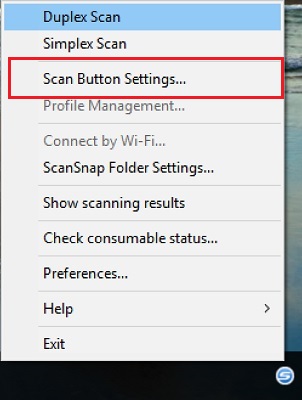 Duplex Scan
Simplex Scan
Scan Button Settings...
Profile Management...
Connect by Wi-Fi...
ScanSnap Folder Settings...
Show scanning results
Check consumable status...
Preferences...
Help
Exit